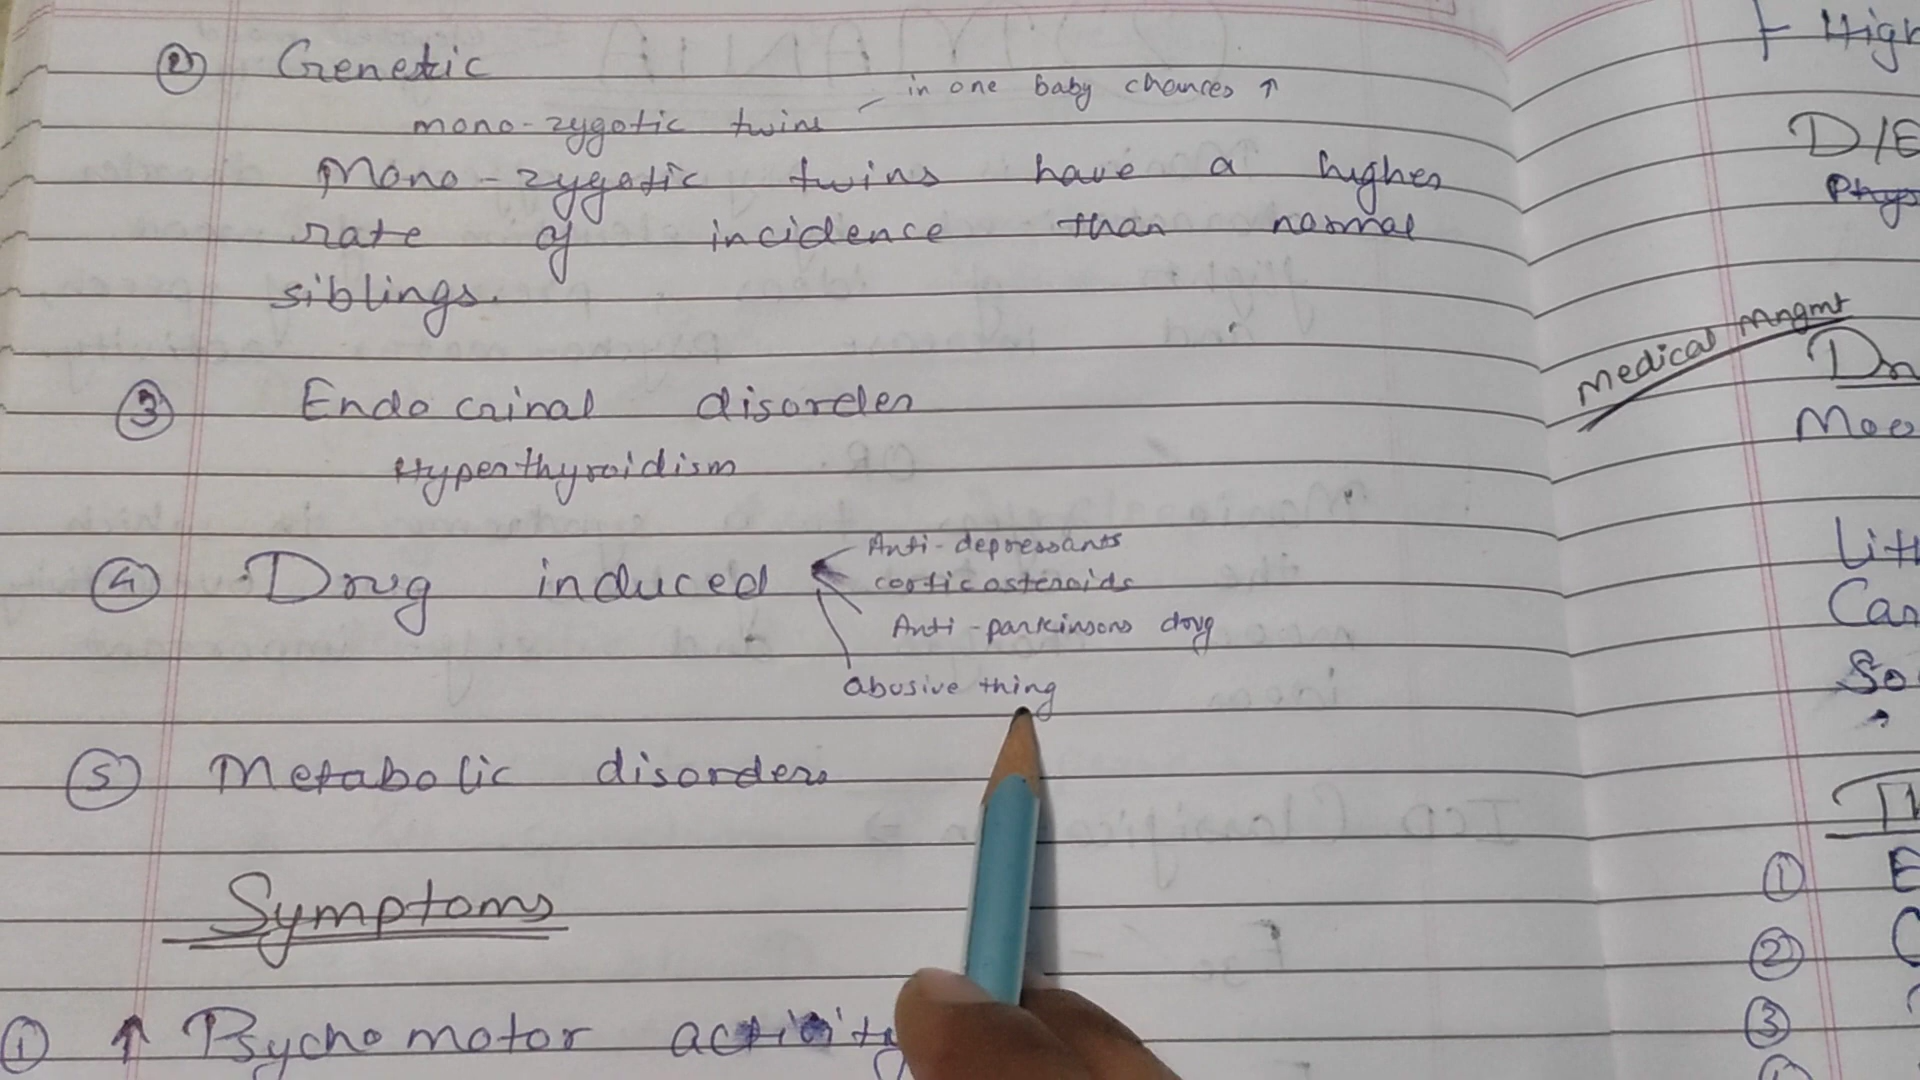 ② Genetic
in one baby chances ↑
mono-zygotic twins
Mono-zygotic twins have a higher
rate of incidence than normal
siblings.
③ Endocrinal disorder
Hyperthyroidism
④ Drug induced
Anti-depressants
corticosteroids
Anti-parkinsons drug
abusive thing
⑤ Metabolic disorders
Symptoms
① ↑ Psychomotor activity
High
D/E
Medical Mngmt
Lit
Car
So
①
②
③